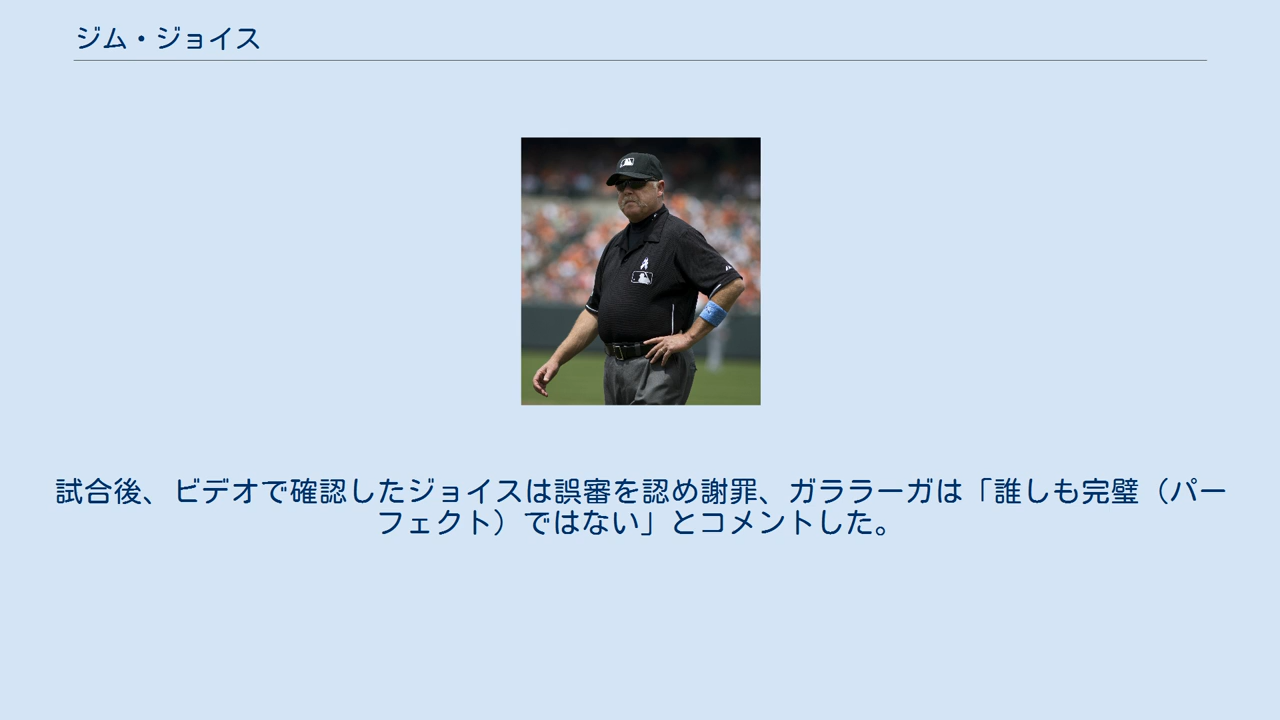 ジム・ジョイス
試合後、ビデオで確認したジョイスは誤審を認め謝罪、ガララーガは「誰しも完璧（パー
フェクト）ではない」とコメントした。